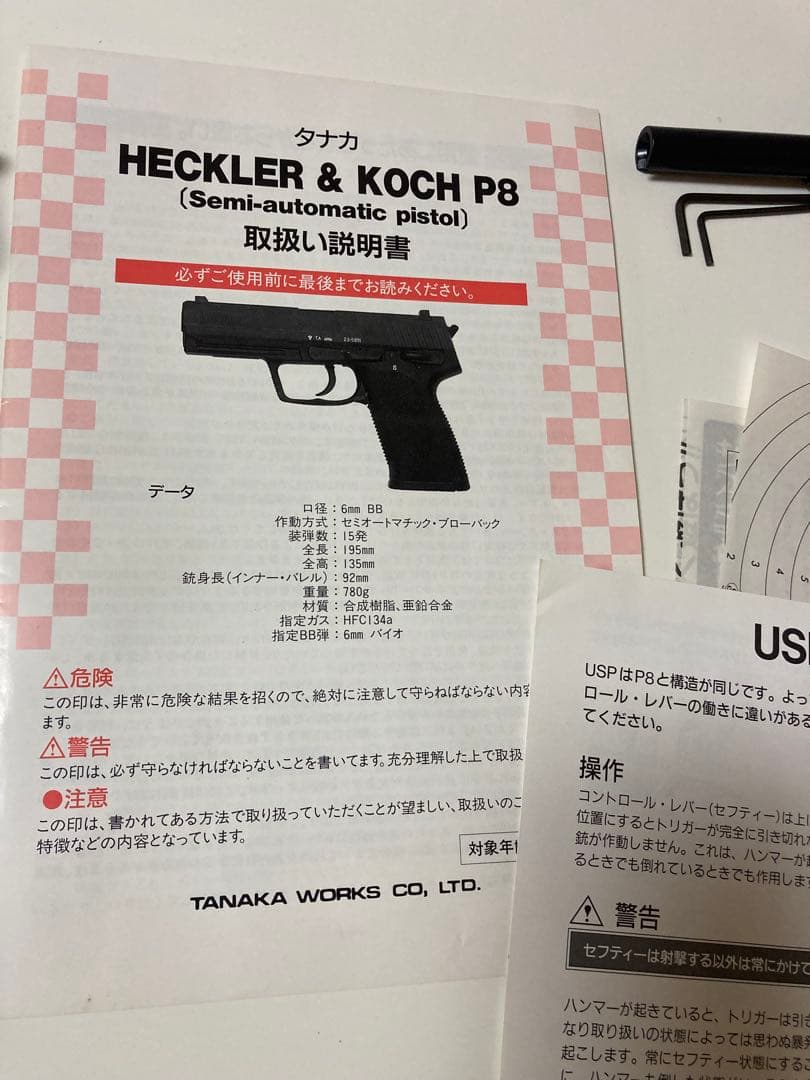 タナカ
HECKLER & KOCH P8
(Semi-automatic pistol)
取扱い説明書
必ずご使用前に最後までお読みください。
データ
口径：6mm BB
作動方式：セミオートマチック・ブローバック
装弾数：15発
全長：195mm
全高：135mm
銃身長(インナー・バレル)：92mm
重量：780g
材質：合成樹脂、亜鉛合金
指定ガス：HFC134a
指定BB弾：6mm バイオ
危険
この印は、非常に危険な結果を招くので、絶対に注意して守らねばならない内容
ます。
警告
この印は、必ず守らなければならないことを書いてます。充分理解した上で取扱
●注意
この印は、書かれてある方法で取り扱っていただくことが望ましい、取扱いのこ
特徴などの内容となっています。
対象年
TANAKA WORKS CO, LTD.
2
3
4
5
US
USPはP8と構造が同じです。よっ
ロール・レバーの働きに違いがある
てください。
操作
コントロール・レバー(セフティー)は上に
位置にするとトリガーが完全に引き切れ
銃が作動しません。これは、ハンマーが
るときでも倒れているときでも作用します
警告
セフティーは射撃する以外は常にかけて
ハンマーが起きていると、トリガーは引き
なり取り扱いの状態によっては思わぬ暴発
起こします。常にセフティー状態にするこ